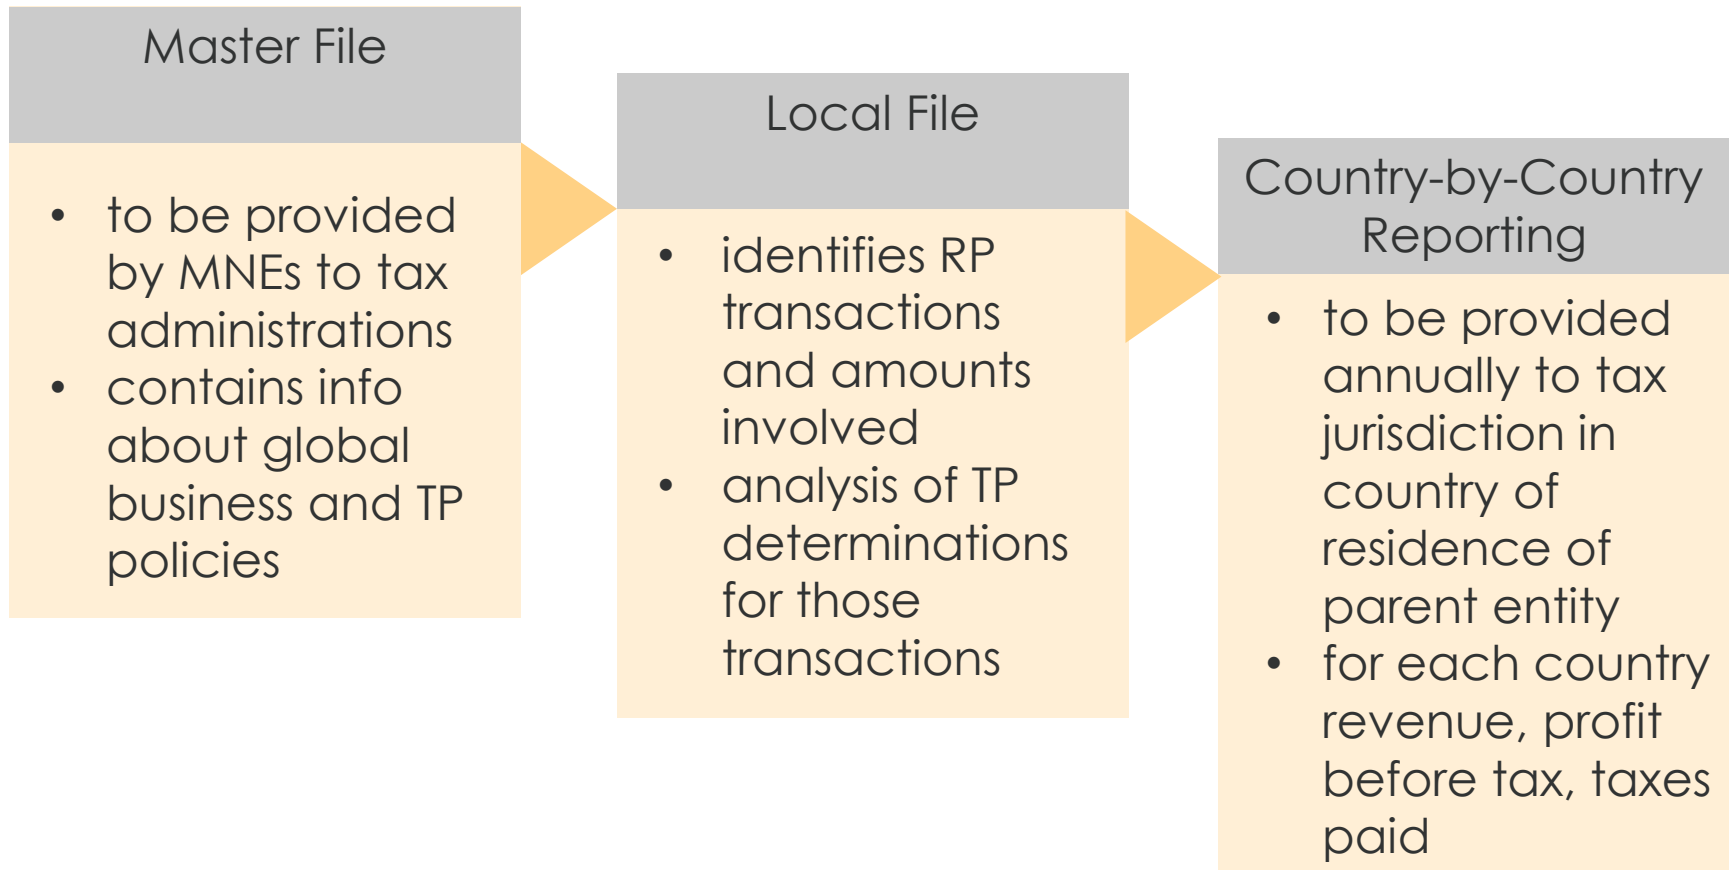 Master File
• to be provided
by MNEs to tax
administrations
• contains info
about global
business and TP
policies
Local File
• identifies RP
transactions
and amounts
involved
• analysis of TP
determinations
for those
transactions
Country-by-Country
Reporting
• to be provided
annually to tax
jurisdiction in
country of
residence of
parent entity
• for each country
revenue, profit
before tax, taxes
paid